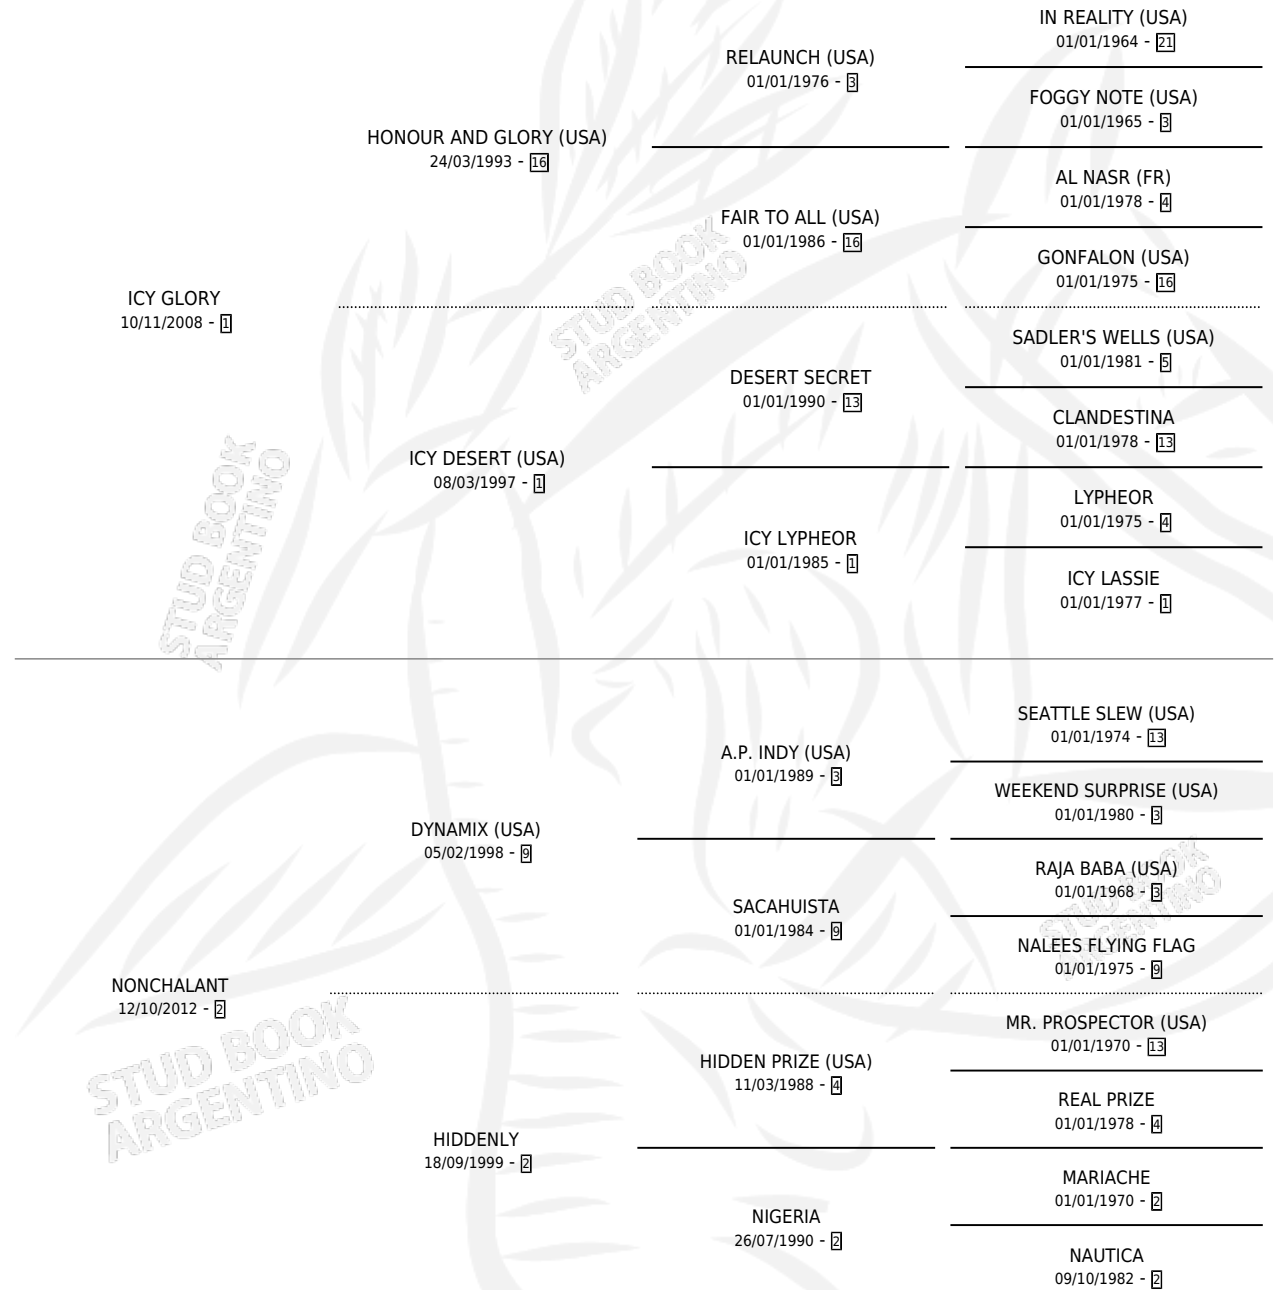 IN REALITY (USA)
01/01/1964 - 21
RELAUNCH (USA)
01/01/1976 - 3
FOGGY NOTE (USA)
01/01/1965 - 3
HONOUR AND GLORY (USA)
24/03/1993 - 16
AL NASR (FR)
01/01/1978 - 4
FAIR TO ALL (USA)
01/01/1986 - 16
GONFALON (USA)
01/01/1975 - 16
ICY GLORY
10/11/2008 - 1
STUD BOOK
ARGENTINO
SADLER'S WELLS (USA)
01/01/1981 - 5
DESERT SECRET
01/01/1990 - 13
CLANDESTINA
01/01/1978 - 13
ICY DESERT (USA)
08/03/1997 - 1
LYPHEOR
01/01/1975 - 4
ICY LYPHEOR
01/01/1985 - 1
ICY LASSIE
01/01/1977 - 1
STUD BOOK
ARGENTINO
SEATTLE SLEW (USA)
01/01/1974 - 13
A.P. INDY (USA)
01/01/1989 - 3
WEEKEND SURPRISE (USA)
01/01/1980 - 3
DYNAMIX (USA)
05/02/1998 - 9
RAJA BABA (USA)
01/01/1968 - 3
SACAHUISTA
01/01/1984 - 9
NALEES FLYING FLAG
01/01/1975 - 9
STUD BOOK
ARGENTINO
NONCHALANT
12/10/2012 - 2
MR. PROSPECTOR (USA)
01/01/1970 - 13
HIDDEN PRIZE (USA)
11/03/1988 - 4
REAL PRIZE
01/01/1978 - 4
STUD BOOK
ARGENTINO
HIDDENLY
18/09/1999 - 2
MARIACHE
01/01/1970 - 2
NIGERIA
26/07/1990 - 2
NAUTICA
09/10/1982 - 2